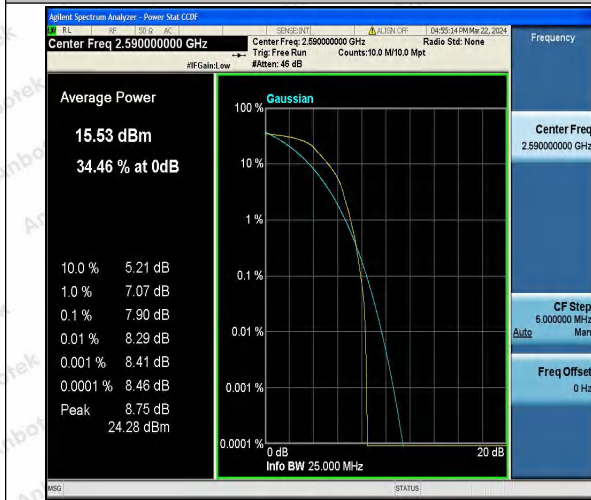 Agilent Spectrum Analyzer - Power Stat CCDF
RL RF 50 Ω AC SENSE:INT ALIGN OFF 04:55:14 PM Mar 22, 2024
Center Freq 2.590000000 GHz
Center Freq: 2.590000000 GHz Radio Std: None
Trig: Free Run Counts:10.0 M/10.0 Mpt
#IFGain:Low #Atten: 46 dB
Frequency
Average Power
15.53 dBm
34.46 % at 0dB
10.0 % 5.21 dB
1.0 % 7.07 dB
0.1 % 7.90 dB
0.01 % 8.29 dB
0.001 % 8.41 dB
0.0001 % 8.46 dB
Peak 8.75 dB
24.28 dBm
Gaussian
100 %
10 %
1 %
0.1 %
0.01 %
0.001 %
0.0001 %
0 dB 20 dB
Info BW 25.000 MHz
Center Freq
2.590000000 GHz
CF Step
5.000000 MHz
Auto Man
Freq Offset
0 Hz
MSG STATUS